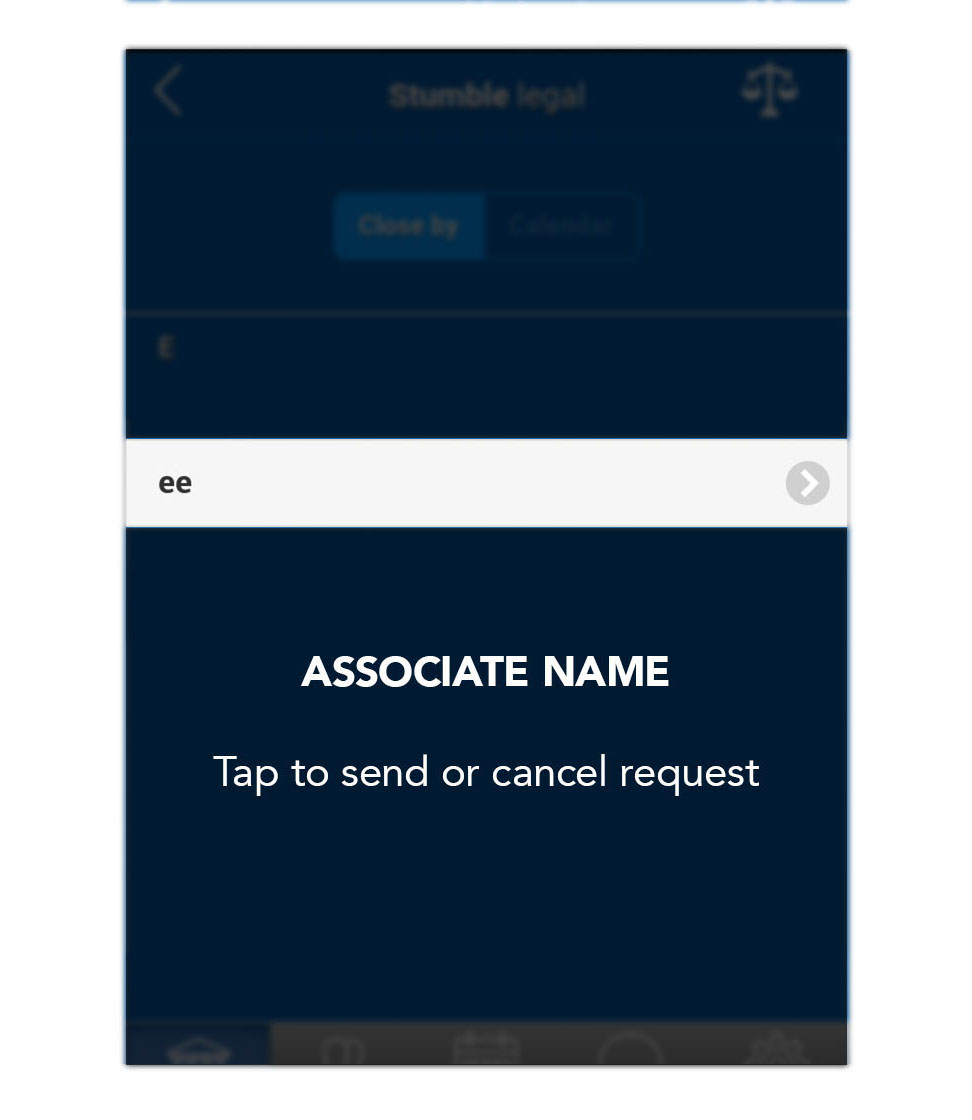 Stumble legal
Close by
Calendar
E
ee
ASSOCIATE NAME
Tap to send or cancel request